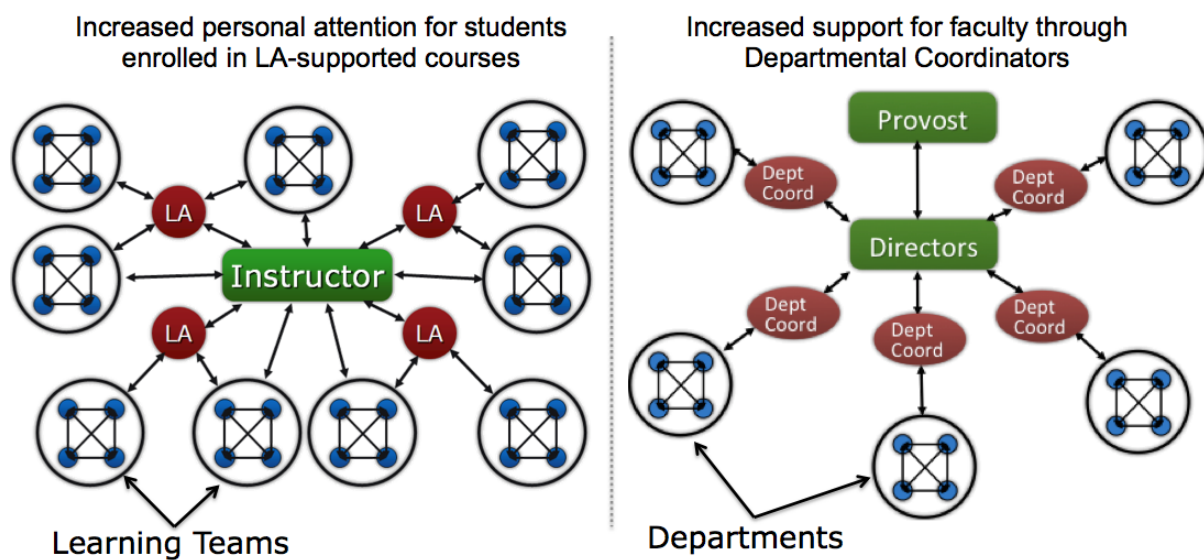 Increased personal attention for students
enrolled in LA-supported courses
LA
LA
Instructor
LA
LA
Learning Teams
Increased support for faculty through
Departmental Coordinators
Provost
Dept
Coord
Dept
Coord
Directors
Dept
Coord
Dept
Coord
Dept
Coord
Departments